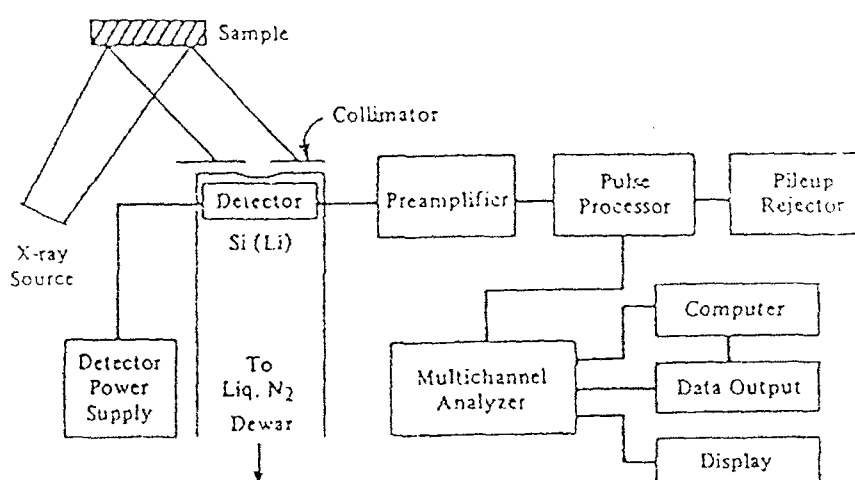 Sample
Collimator
Detector
Si (Li)
Preamplifier
Pulse
Processor
Pileup
Rejector
X-ray
Source
Detector
Power
Supply
To
Liq. N2
Dewar
Multichannel
Analyzer
Computer
Data Output
Display